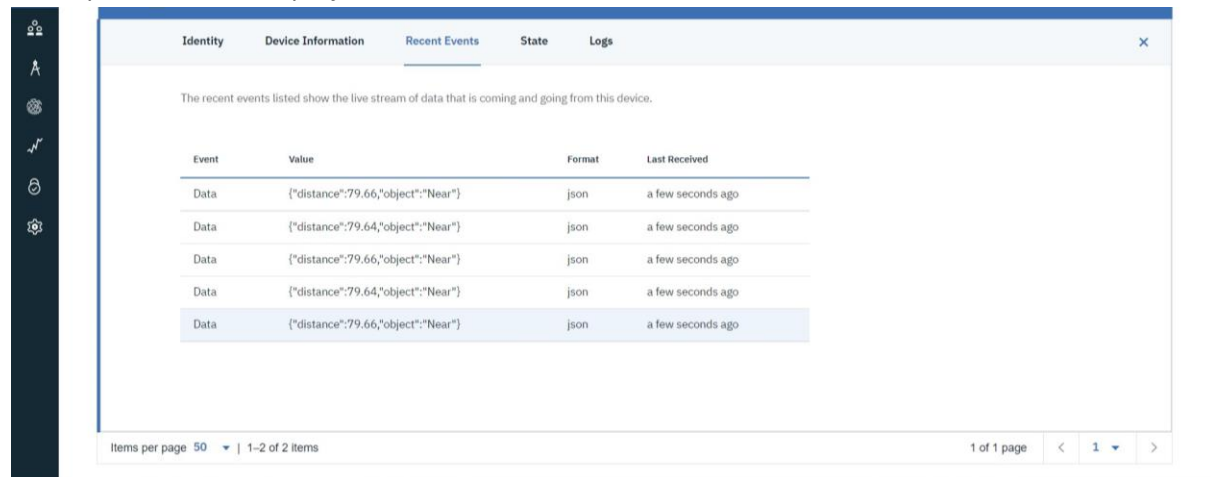 Identity Device Information Recent Events State Logs ×
The recent events listed show the live stream of data that is coming and going from this device.
Event Value Format Last Received
Data {"distance":79.66,"object":"Near"} json a few seconds ago
Data {"distance":79.64,"object":"Near"} json a few seconds ago
Data {"distance":79.66,"object":"Near"} json a few seconds ago
Data {"distance":79.64,"object":"Near"} json a few seconds ago
Data {"distance":79.66,"object":"Near"} json a few seconds ago
Items per page 50 | 1–2 of 2 items 1 of 1 page < 1 >